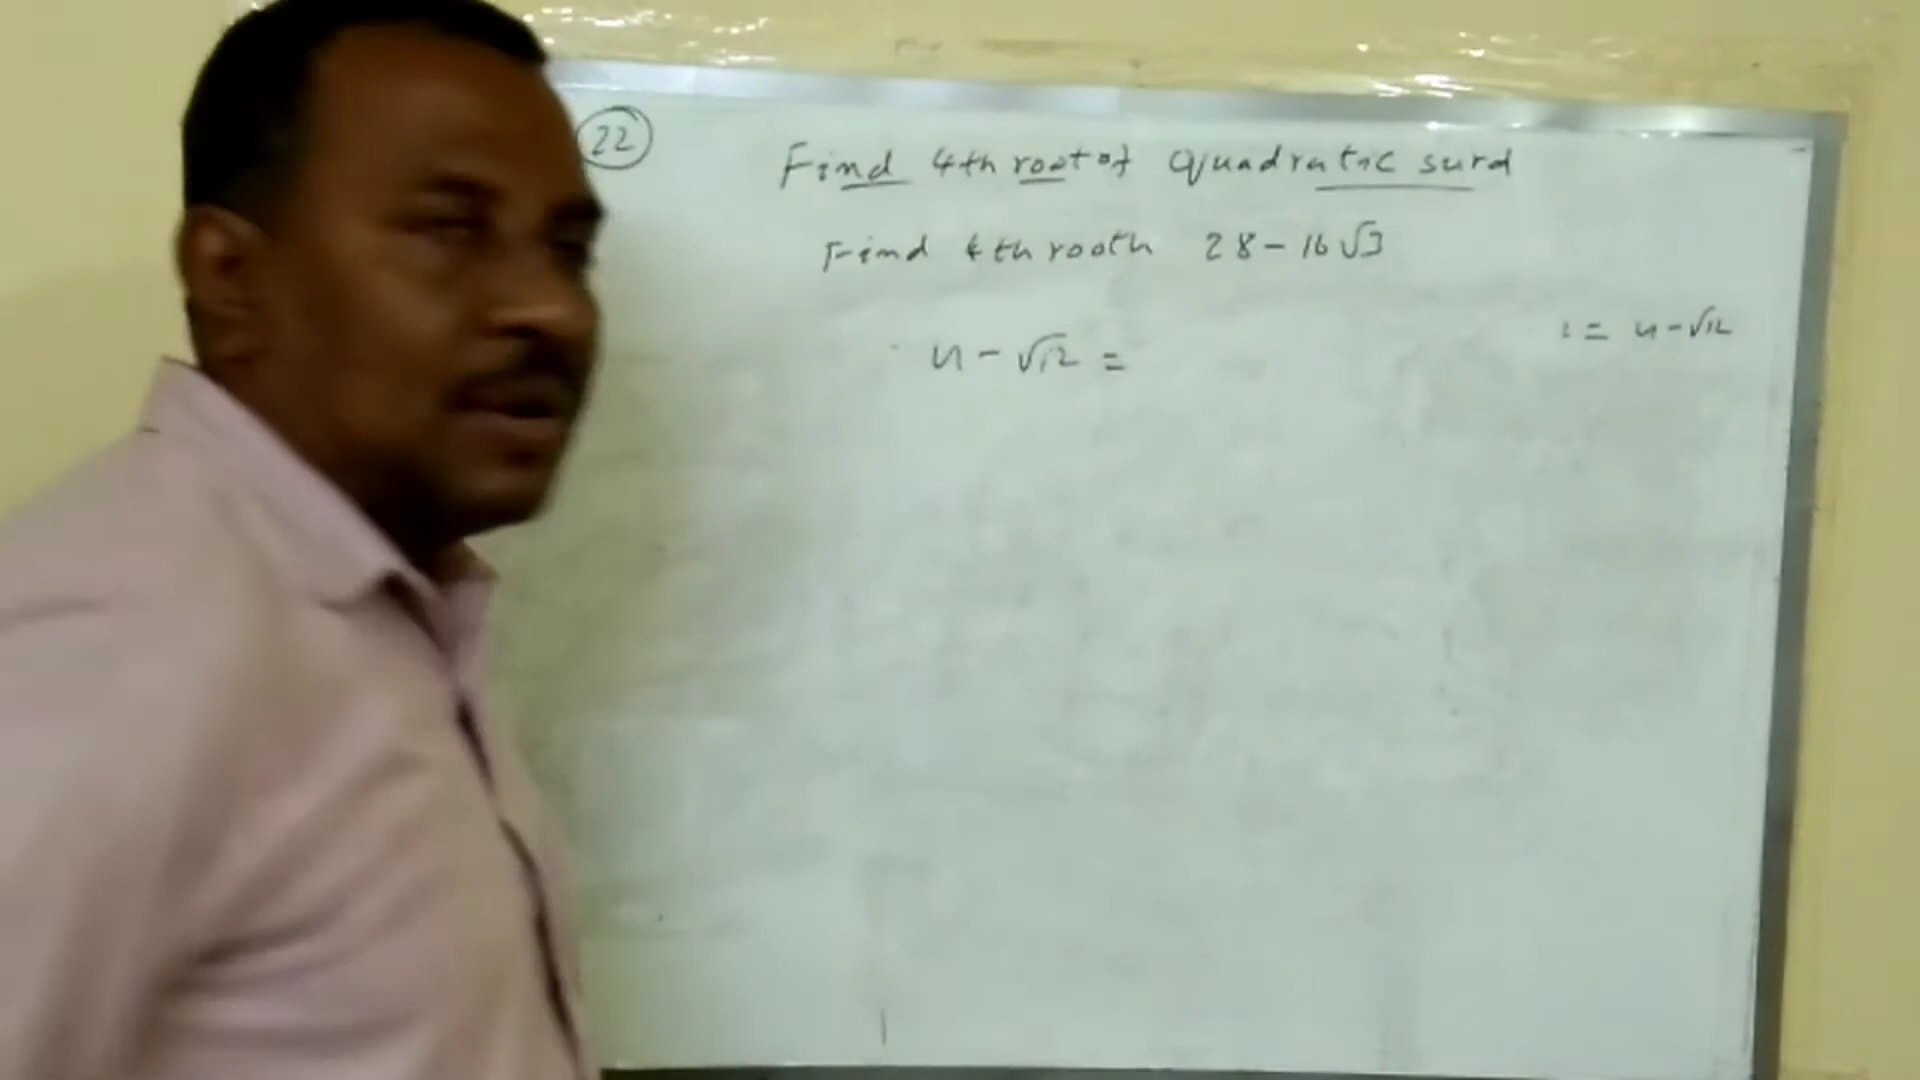 22
Find 4th root of quadratic surd
Find 4th rooth 28 - 16√3
4 - √12 =
= 4 - √12